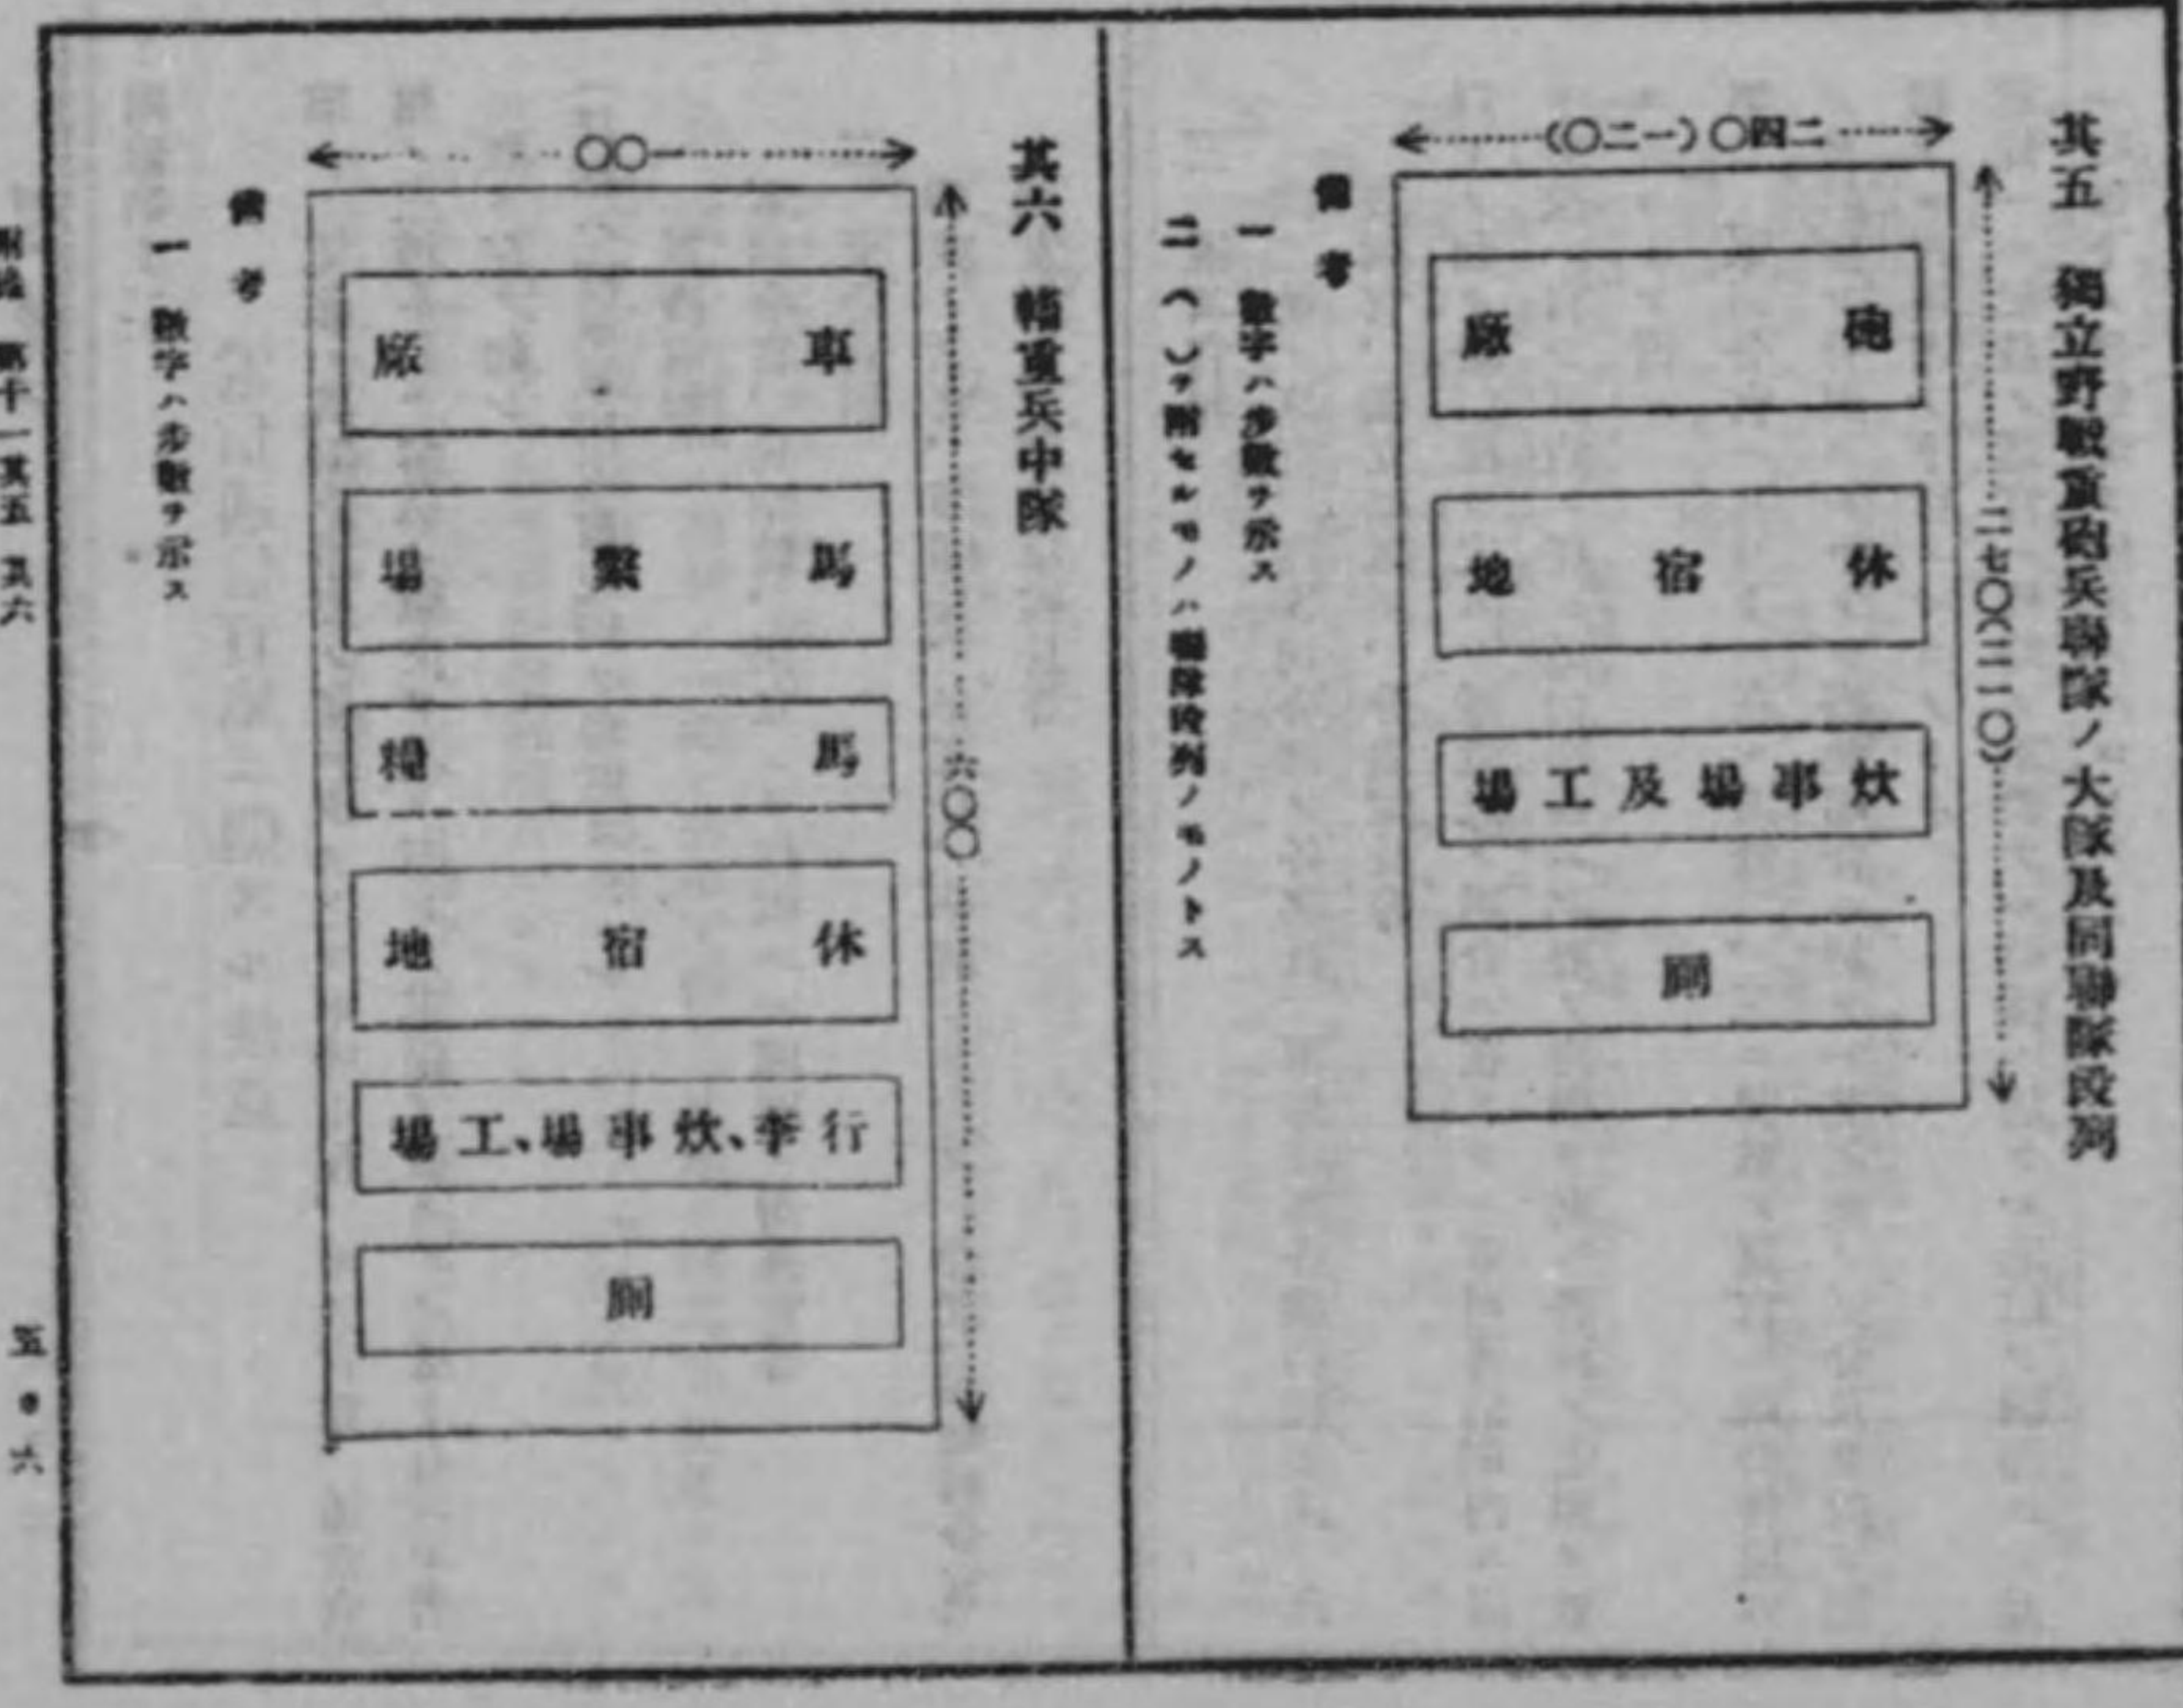 其五 獨立野戰重砲兵聯隊ノ大隊及同聯隊段列
(〇二一)〇四二
二七〇(二一〇)
廠 砲
地 宿 休
場工及場事炊
厠
備考
一 數字ハ步數ヲ示ス
二 ( )ヲ附セルモノハ聯隊段列ノモノトス
其六 輜重兵中隊
〇〇一
六〇〇
廠 車
場 繫 馬
糧 馬
地 宿 休
場工、場事炊、李行
厠
備考
一 數字ハ步數ヲ示ス
附錄 第十一其五 其六
五〇六